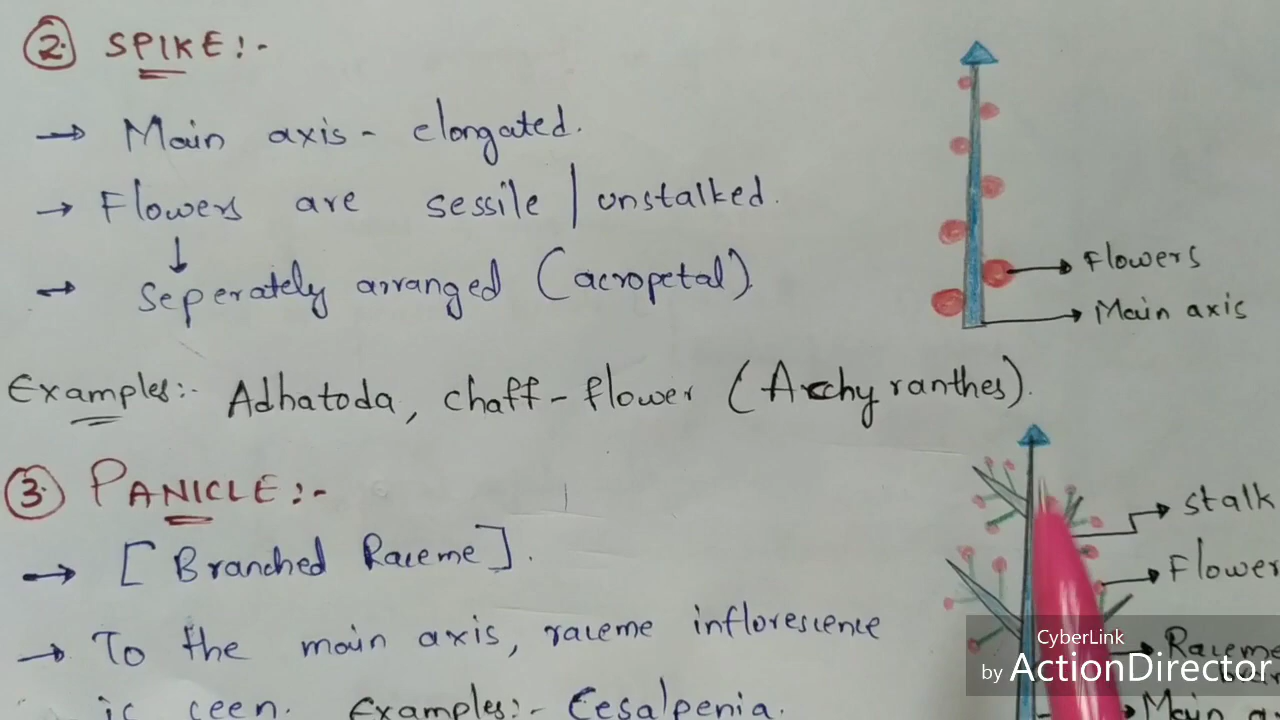 2. SPIKE:-
→ Main axis - elongated.
→ Flowers are sessile / unstalked.
↓
→ Seperately arranged (acropetal)
Flowers
Main axis
Examples:- Adhatoda, chaff-flower (Achyranthes).
3. PANICLE:-
→ [Branched Raceme].
→ To the main axis, raceme inflorescence
is seen. Examples:- Cesalpenia.
stalk
Flower
Raceme
Main
CyberLink
by ActionDirector